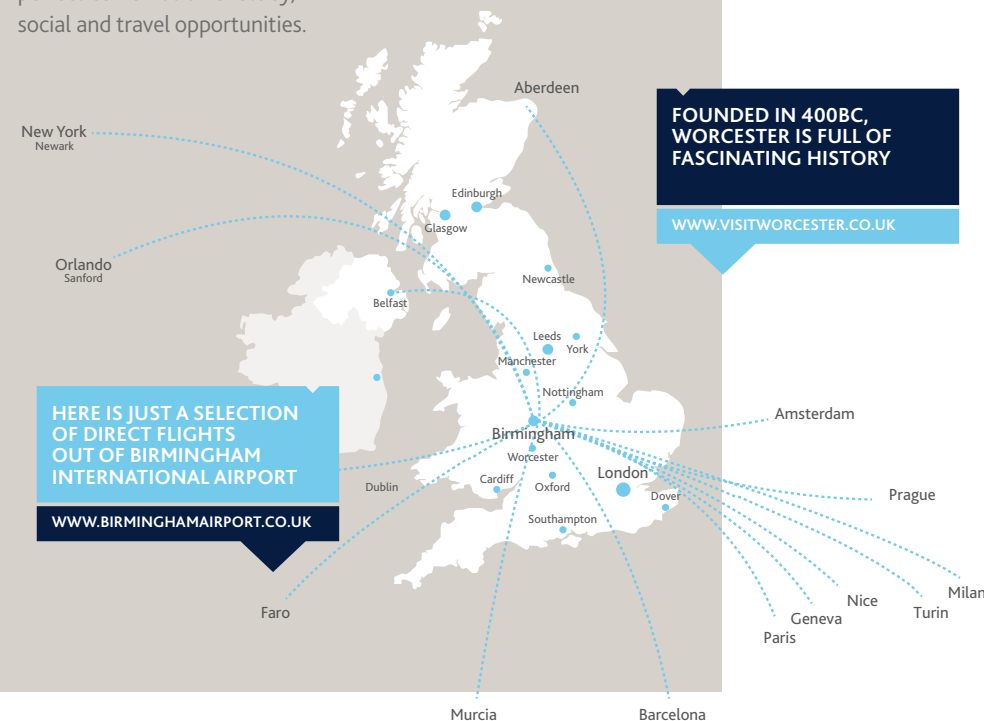 social and travel opportunities.
Aberdeen
FOUNDED IN 400BC,
WORCESTER IS FULL OF
FASCINATING HISTORY
WWW.VISITWORCESTER.CO.UK
New York
Newark
Edinburgh
Glasgow
Orlando
Sanford
Newcastle
Belfast
Leeds
York
Manchester
Nottingham
HERE IS JUST A SELECTION
OF DIRECT FLIGHTS
OUT OF BIRMINGHAM
INTERNATIONAL AIRPORT
WWW.BIRMINGHAMAIRPORT.CO.UK
Amsterdam
Birmingham
Worcester
London
Cardiff
Oxford
Dublin
Dover
Prague
Southampton
Milan
Nice
Turin
Faro
Geneva
Paris
Murcia
Barcelona